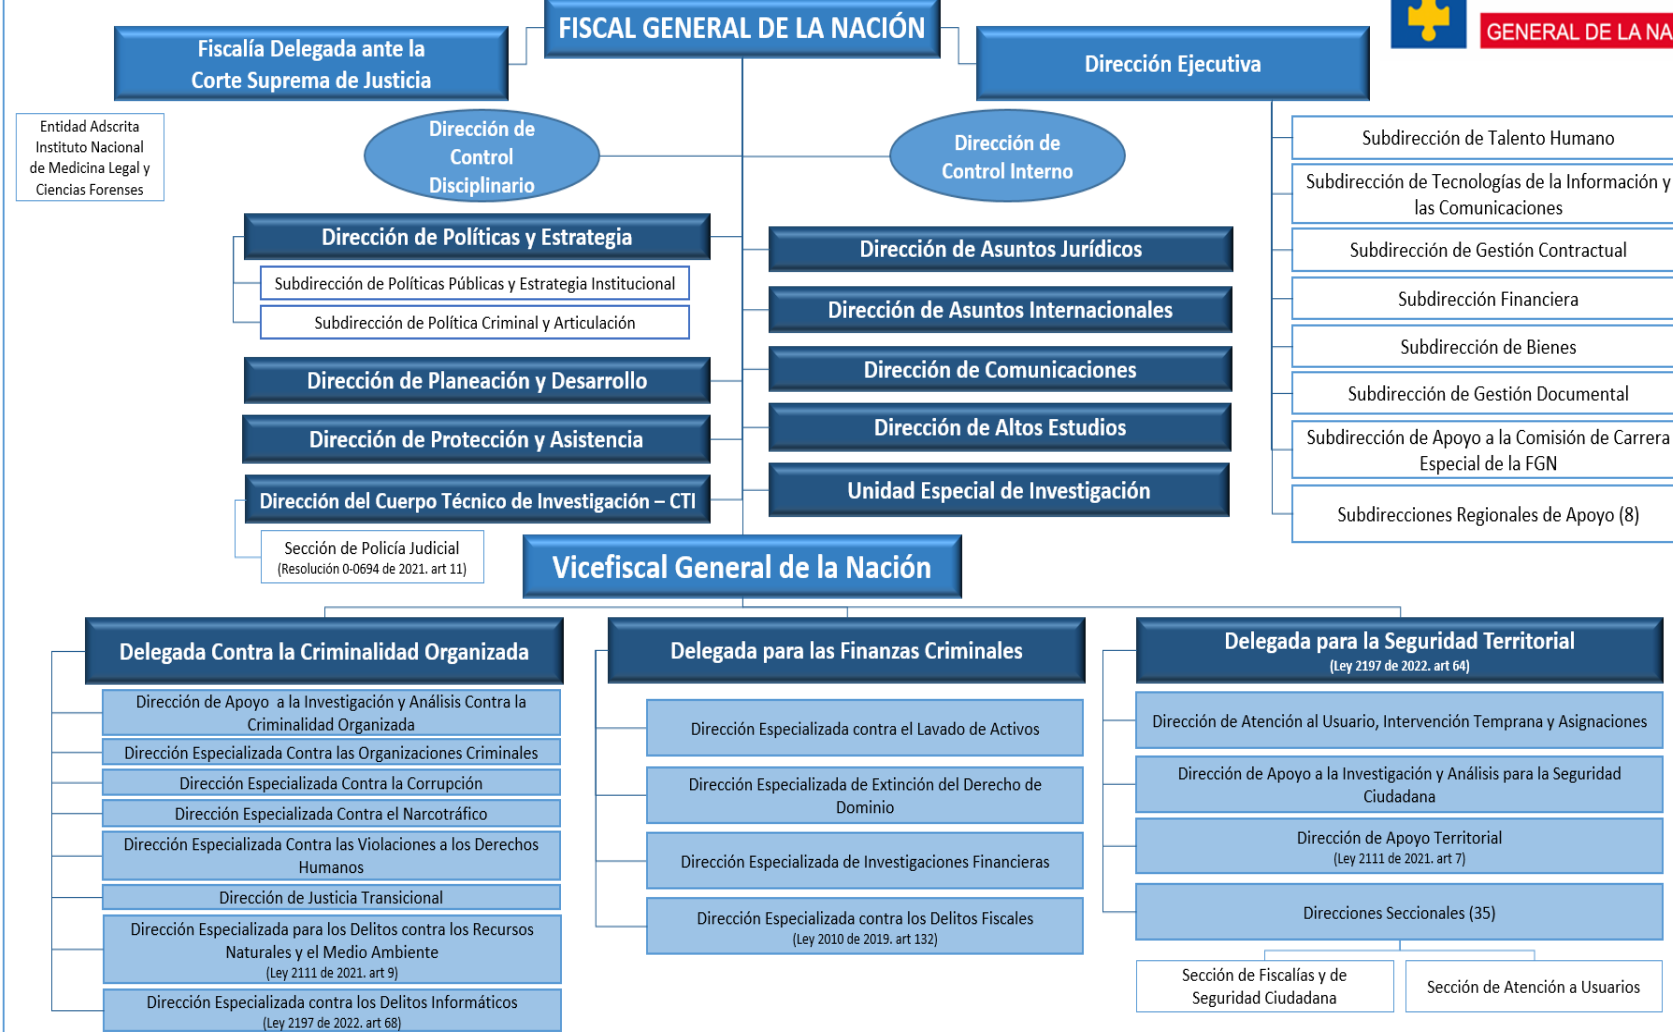 FISCAL GENERAL DE LA NACIÓN
GENERAL DE LA NA
Fiscalía Delegada ante la
Corte Suprema de Justicia
Dirección Ejecutiva
Entidad Adscrita
Instituto Nacional
de Medicina Legal y
Ciencias Forenses
Dirección de
Control
Disciplinario
Dirección de
Control Interno
Subdirección de Talento Humano
Subdirección de Tecnologías de la Información y
las Comunicaciones
Subdirección de Gestión Contractual
Subdirección Financiera
Subdirección de Bienes
Subdirección de Gestión Documental
Subdirección de Apoyo a la Comisión de Carrera
Especial de la FGN
Subdirecciones Regionales de Apoyo (8)
Dirección de Políticas y Estrategia
Subdirección de Políticas Públicas y Estrategia Institucional
Subdirección de Política Criminal y Articulación
Dirección de Planeación y Desarrollo
Dirección de Protección y Asistencia
Dirección del Cuerpo Técnico de Investigación – CTI
Sección de Policía Judicial
(Resolución 0-0694 de 2021. art 11)
Dirección de Asuntos Jurídicos
Dirección de Asuntos Internacionales
Dirección de Comunicaciones
Dirección de Altos Estudios
Unidad Especial de Investigación
Vicefiscal General de la Nación
Delegada Contra la Criminalidad Organizada
Dirección de Apoyo  a la Investigación y Análisis Contra la
Criminalidad Organizada
Dirección Especializada Contra las Organizaciones Criminales
Dirección Especializada Contra la Corrupción
Dirección Especializada Contra el Narcotráfico
Dirección Especializada Contra las Violaciones a los Derechos
Humanos
Dirección de Justicia Transicional
Dirección Especializada para los Delitos contra los Recursos
Naturales y el Medio Ambiente
(Ley 2111 de 2021. art 9)
Dirección Especializada contra los Delitos Informáticos
(Ley 2197 de 2022. art 68)
Delegada para las Finanzas Criminales
Dirección Especializada contra el Lavado de Activos
Dirección Especializada de Extinción del Derecho de
Dominio
Dirección Especializada de Investigaciones Financieras
Dirección Especializada contra los Delitos Fiscales
(Ley 2010 de 2019. art 132)
Delegada para la Seguridad Territorial
(Ley 2197 de 2022. art 64)
Dirección de Atención al Usuario, Intervención Temprana y Asignaciones
Dirección de Apoyo a la Investigación y Análisis para la Seguridad
Ciudadana
Dirección de Apoyo Territorial
(Ley 2111 de 2021. art 7)
Direcciones Seccionales (35)
Sección de Fiscalías y de
Seguridad Ciudadana
Sección de Atención a Usuarios